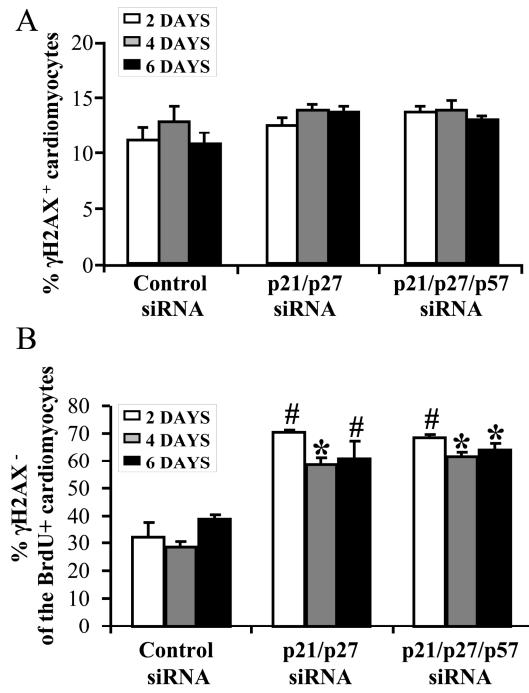 A
2 DAYS
4 DAYS
6 DAYS
% γH2AX+ cardiomyocytes
20
15
10
5
0
Control
siRNA
p21/p27
siRNA
p21/p27/p57
siRNA
B
2 DAYS
4 DAYS
6 DAYS
% γH2AX-
of the BrdU+ cardiomyocytes
80
70
60
50
40
30
20
10
0
# * #
# * *
Control
siRNA
p21/p27
siRNA
p21/p27/p57
siRNA